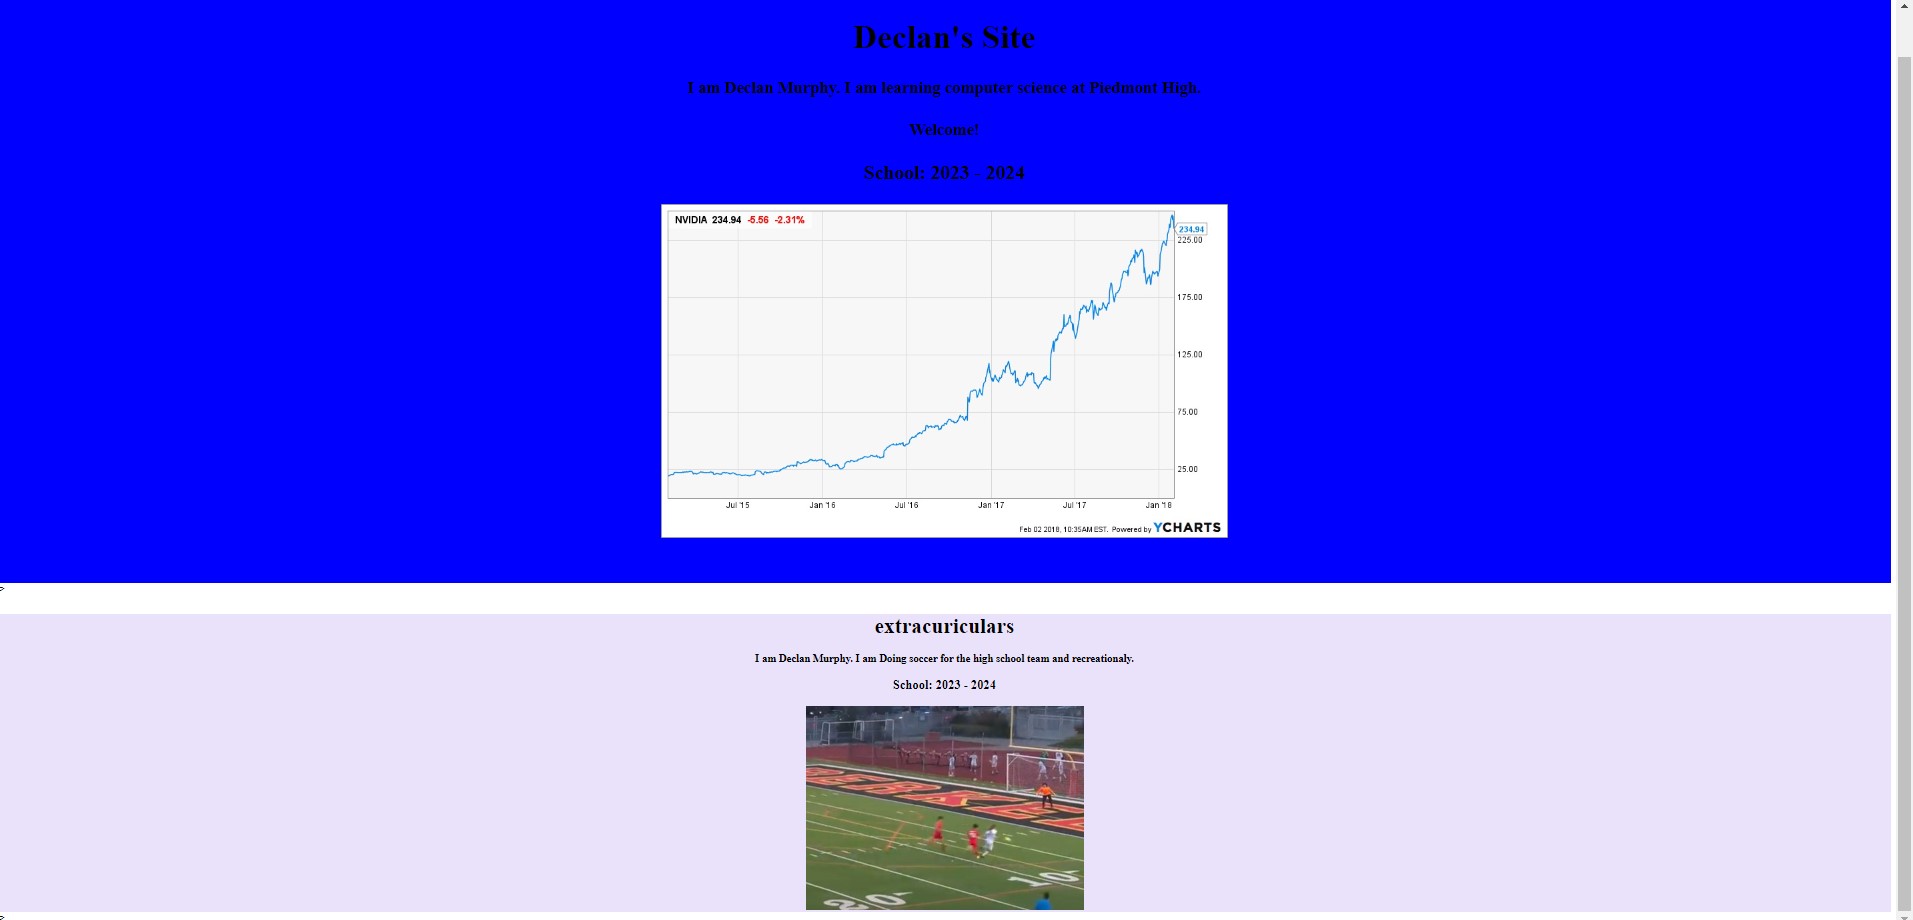 Declan's Site
I am Declan Murphy. I am learning computer science at Piedmont High.
Welcome!
School: 2023 - 2024
NVIDIA 234.94 -5.56 -2.31%
234.94
225.00
175.00
125.00
75.00
25.00
Jul '15 Jan '16 Jul '16 Jan '17 Jul '17 Jan '18
Feb 02 2018, 10:35AM EST. Powered by YCHARTS
>
extracuriculars
I am Declan Murphy. I am Doing soccer for the high school team and recreationaly.
School: 2023 - 2024
20 10
>